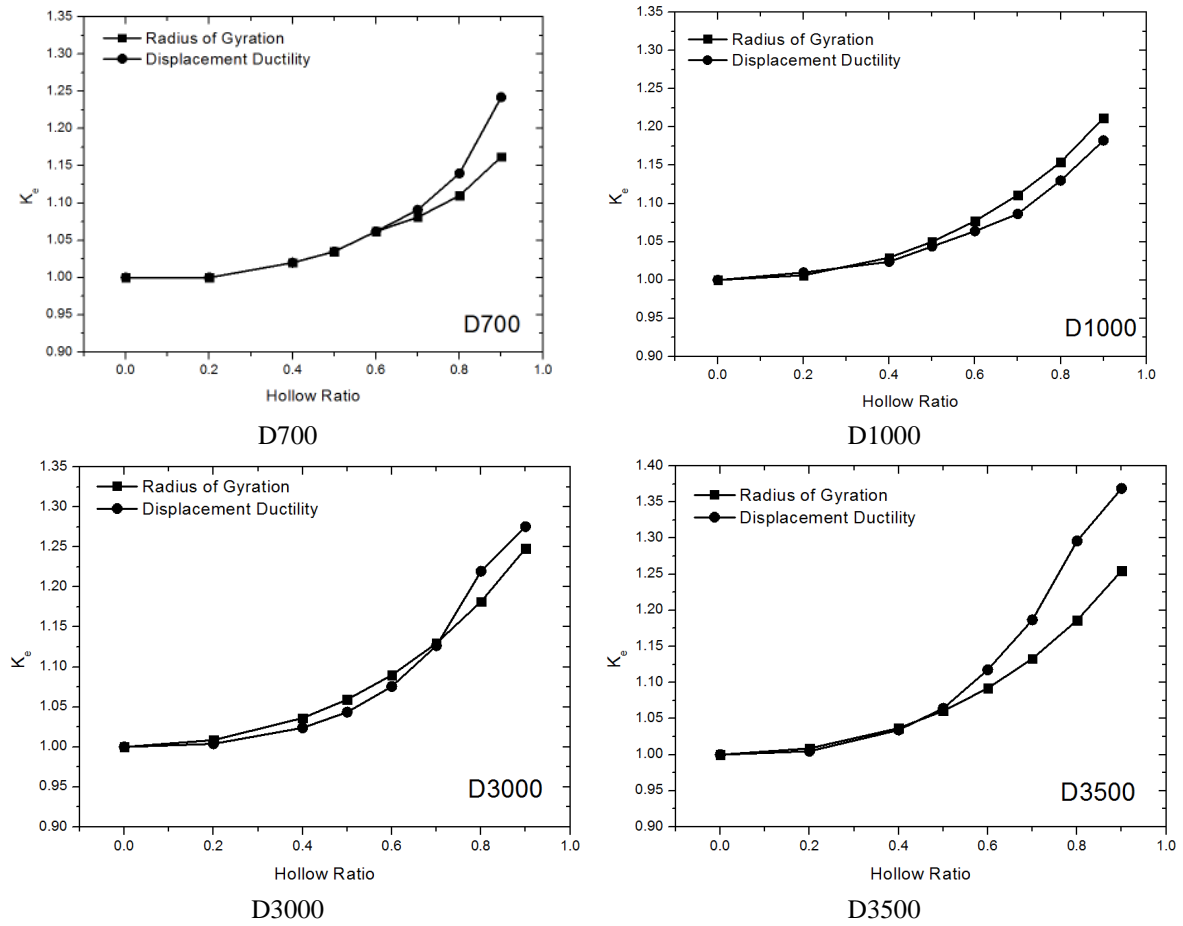 1.35
1.30
1.25
1.20
1.15
1.10
1.05
1.00
0.95
0.90
Ke
Radius of Gyration
Displacement Ductility
D700
0.0 0.2 0.4 0.6 0.8 1.0
Hollow Ratio
D700
1.35
1.30
1.25
1.20
1.15
1.10
1.05
1.00
0.95
0.90
Ke
Radius of Gyration
Displacement Ductility
D1000
0.0 0.2 0.4 0.6 0.8 1.0
Hollow Ratio
D1000
1.35
1.30
1.25
1.20
1.15
1.10
1.05
1.00
0.95
0.90
Ke
Radius of Gyration
Displacement Ductility
D3000
0.0 0.2 0.4 0.6 0.8 1.0
Hollow Ratio
D3000
1.40
1.35
1.30
1.25
1.20
1.15
1.10
1.05
1.00
0.95
0.90
Ke
Radius of Gyration
Displacement Ductility
D3500
0.0 0.2 0.4 0.6 0.8 1.0
Hollow Ratio
D3500